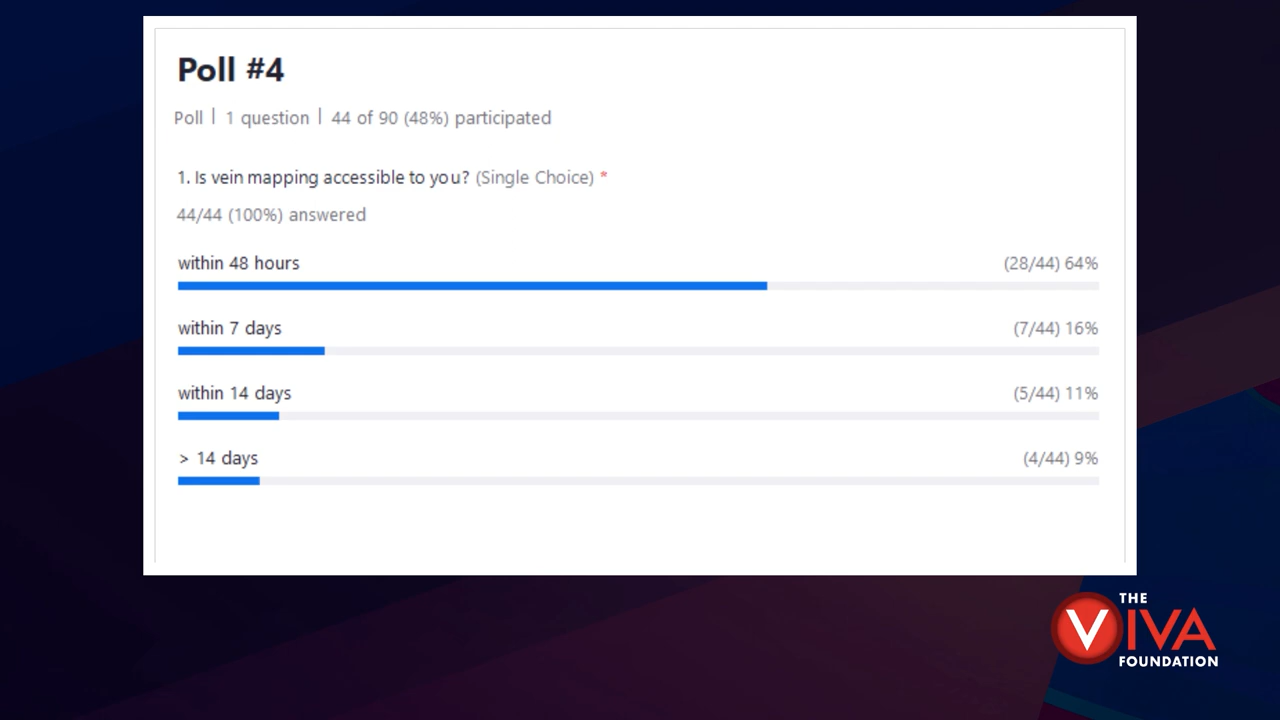 Poll #4
Poll | 1 question | 44 of 90 (48%) participated
1. Is vein mapping accessible to you? (Single Choice) *
44/44 (100%) answered
within 48 hours (28/44) 64%
within 7 days (7/44) 16%
within 14 days (5/44) 11%
> 14 days (4/44) 9%
THE
VIVA
FOUNDATION